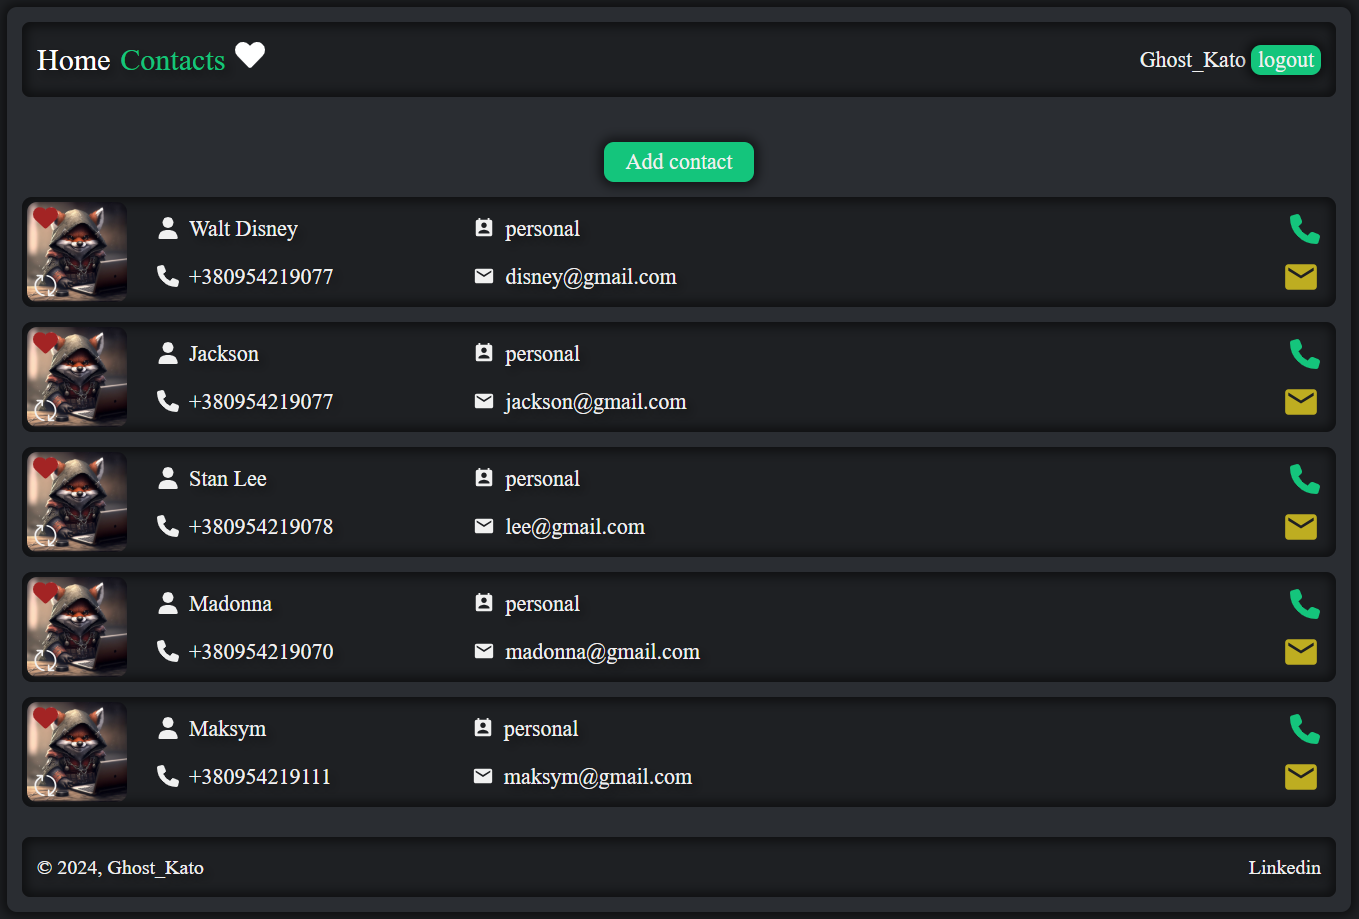 Home Contacts Ghost_Kato logout
Add contact
Walt Disney personal
+380954219077 disney@gmail.com
Jackson personal
+380954219077 jackson@gmail.com
Stan Lee personal
+380954219078 lee@gmail.com
Madonna personal
+380954219070 madonna@gmail.com
Maksym personal
+380954219111 maksym@gmail.com
© 2024, Ghost_Kato Linkedin